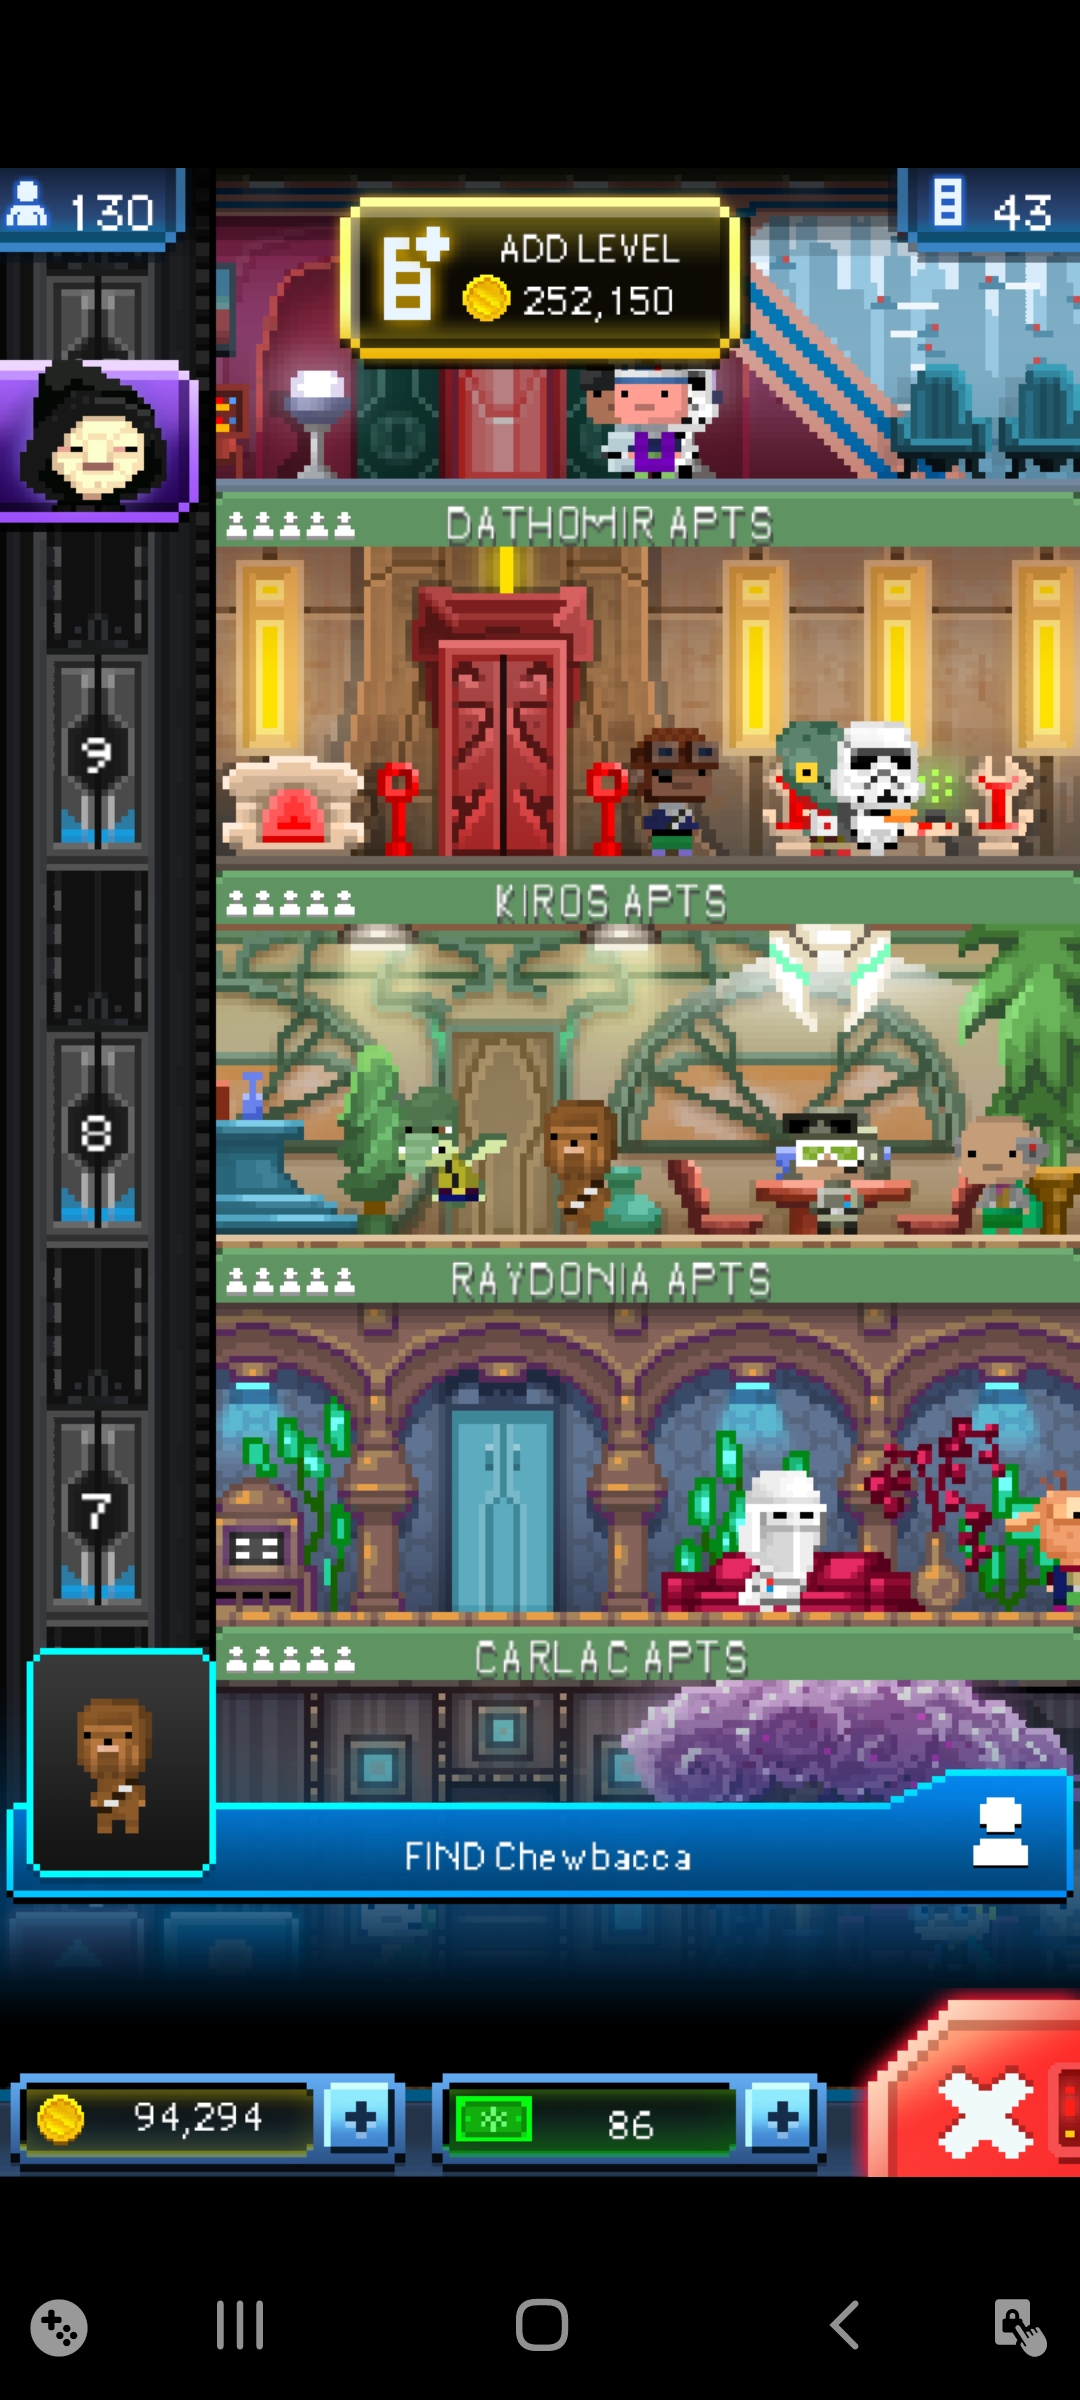 130
43
ADD LEVEL
252,150
DATHOMIR APTS
9
KIROS APTS
8
RAYDONIA APTS
7
CARLAC APTS
FIND Chewbacca
94,294
86